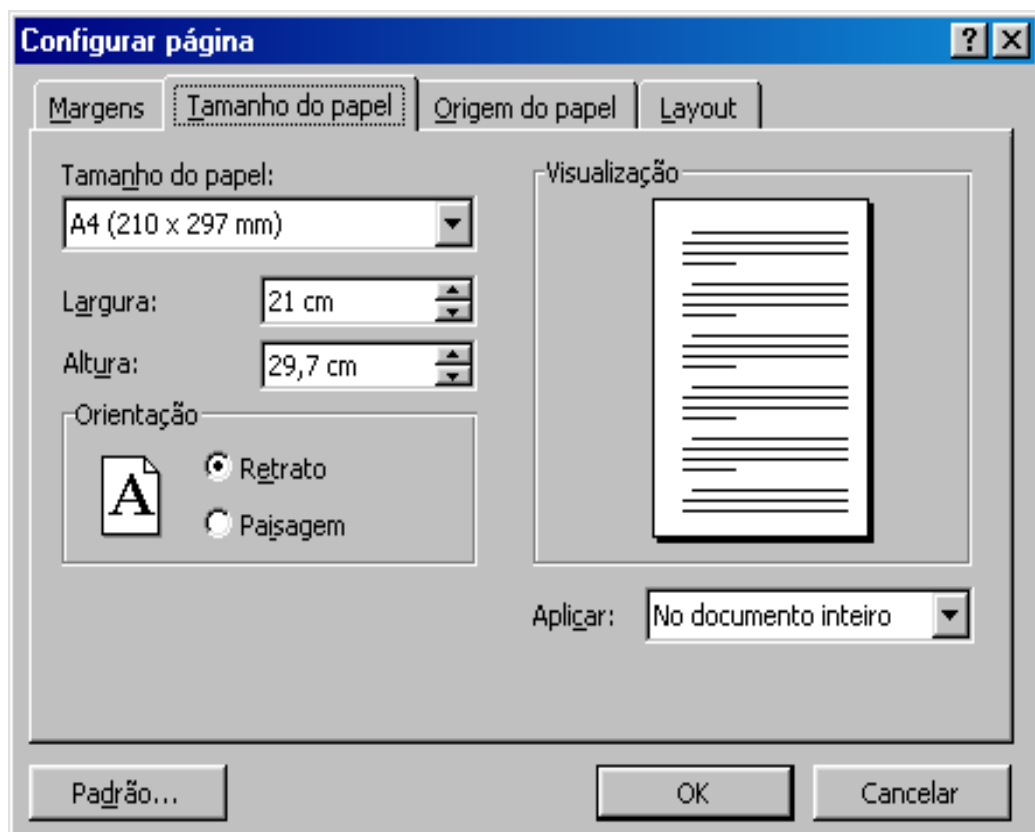 Configurar página
Margens Tamanho do papel Origem do papel Layout
Tamanho do papel:
A4 (210 x 297 mm)
Largura: 21 cm
Altura: 29,7 cm
Orientação
A
Retrato
Paisagem
Visualização
Aplicar: No documento inteiro
Padrão... OK Cancelar